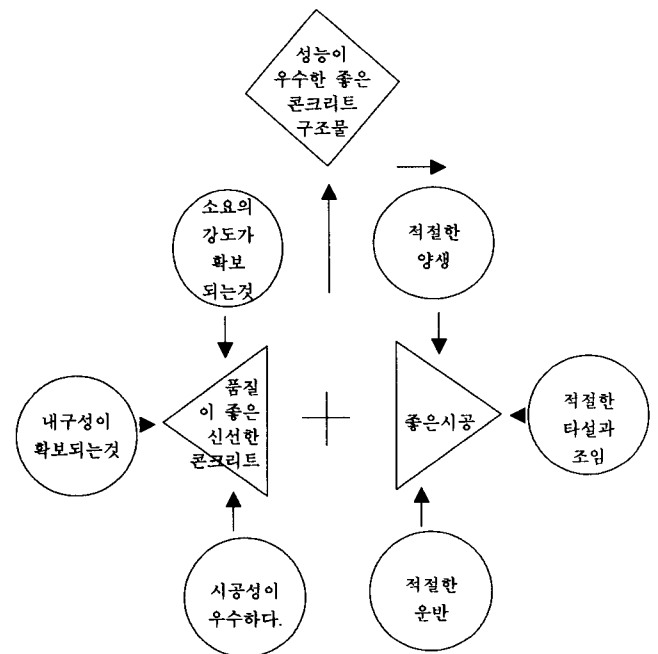 성능이
우수한 좋은
콘크리트
구조물
소요의
강도가
확보
되는것
적절한
양생
내구성이
확보되는것
품질
이 좋은
신선한
콘크리트
좋은시공
적절한
타설과
조임
시공성이
우수하다.
적절한
운반